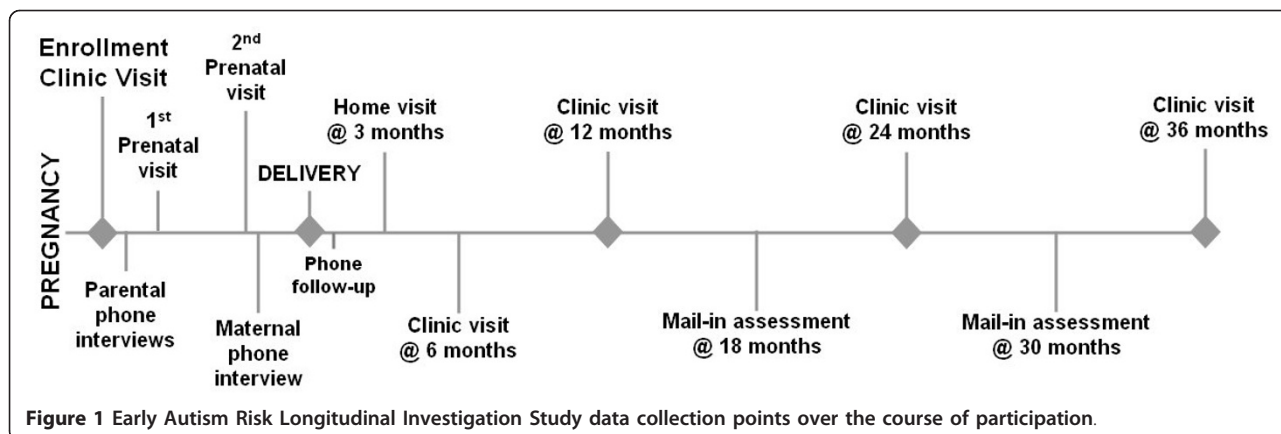 Enrollment
Clinic Visit
1st
Prenatal
visit
2nd
Prenatal
visit
DELIVERY
Home visit
@ 3 months
Clinic visit
@ 12 months
Clinic visit
@ 24 months
Clinic visit
@ 36 months
PREGNANCY
Parental
phone
interviews
Maternal
phone
interview
Phone
follow-up
Clinic visit
@ 6 months
Mail-in assessment
@ 18 months
Mail-in assessment
@ 30 months
Figure 1 Early Autism Risk Longitudinal Investigation Study data collection points over the course of participation.